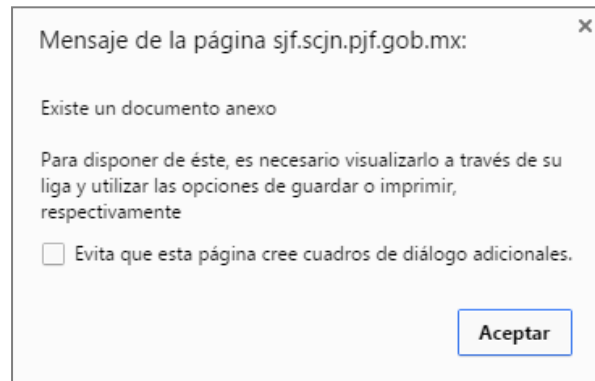 Mensaje de la página sjf.scjn.pjf.gob.mx:
Existe un documento anexo
Para disponer de éste, es necesario visualizarlo a través de su
liga y utilizar las opciones de guardar o imprimir,
respectivamente
Evita que esta página cree cuadros de diálogo adicionales.
Aceptar